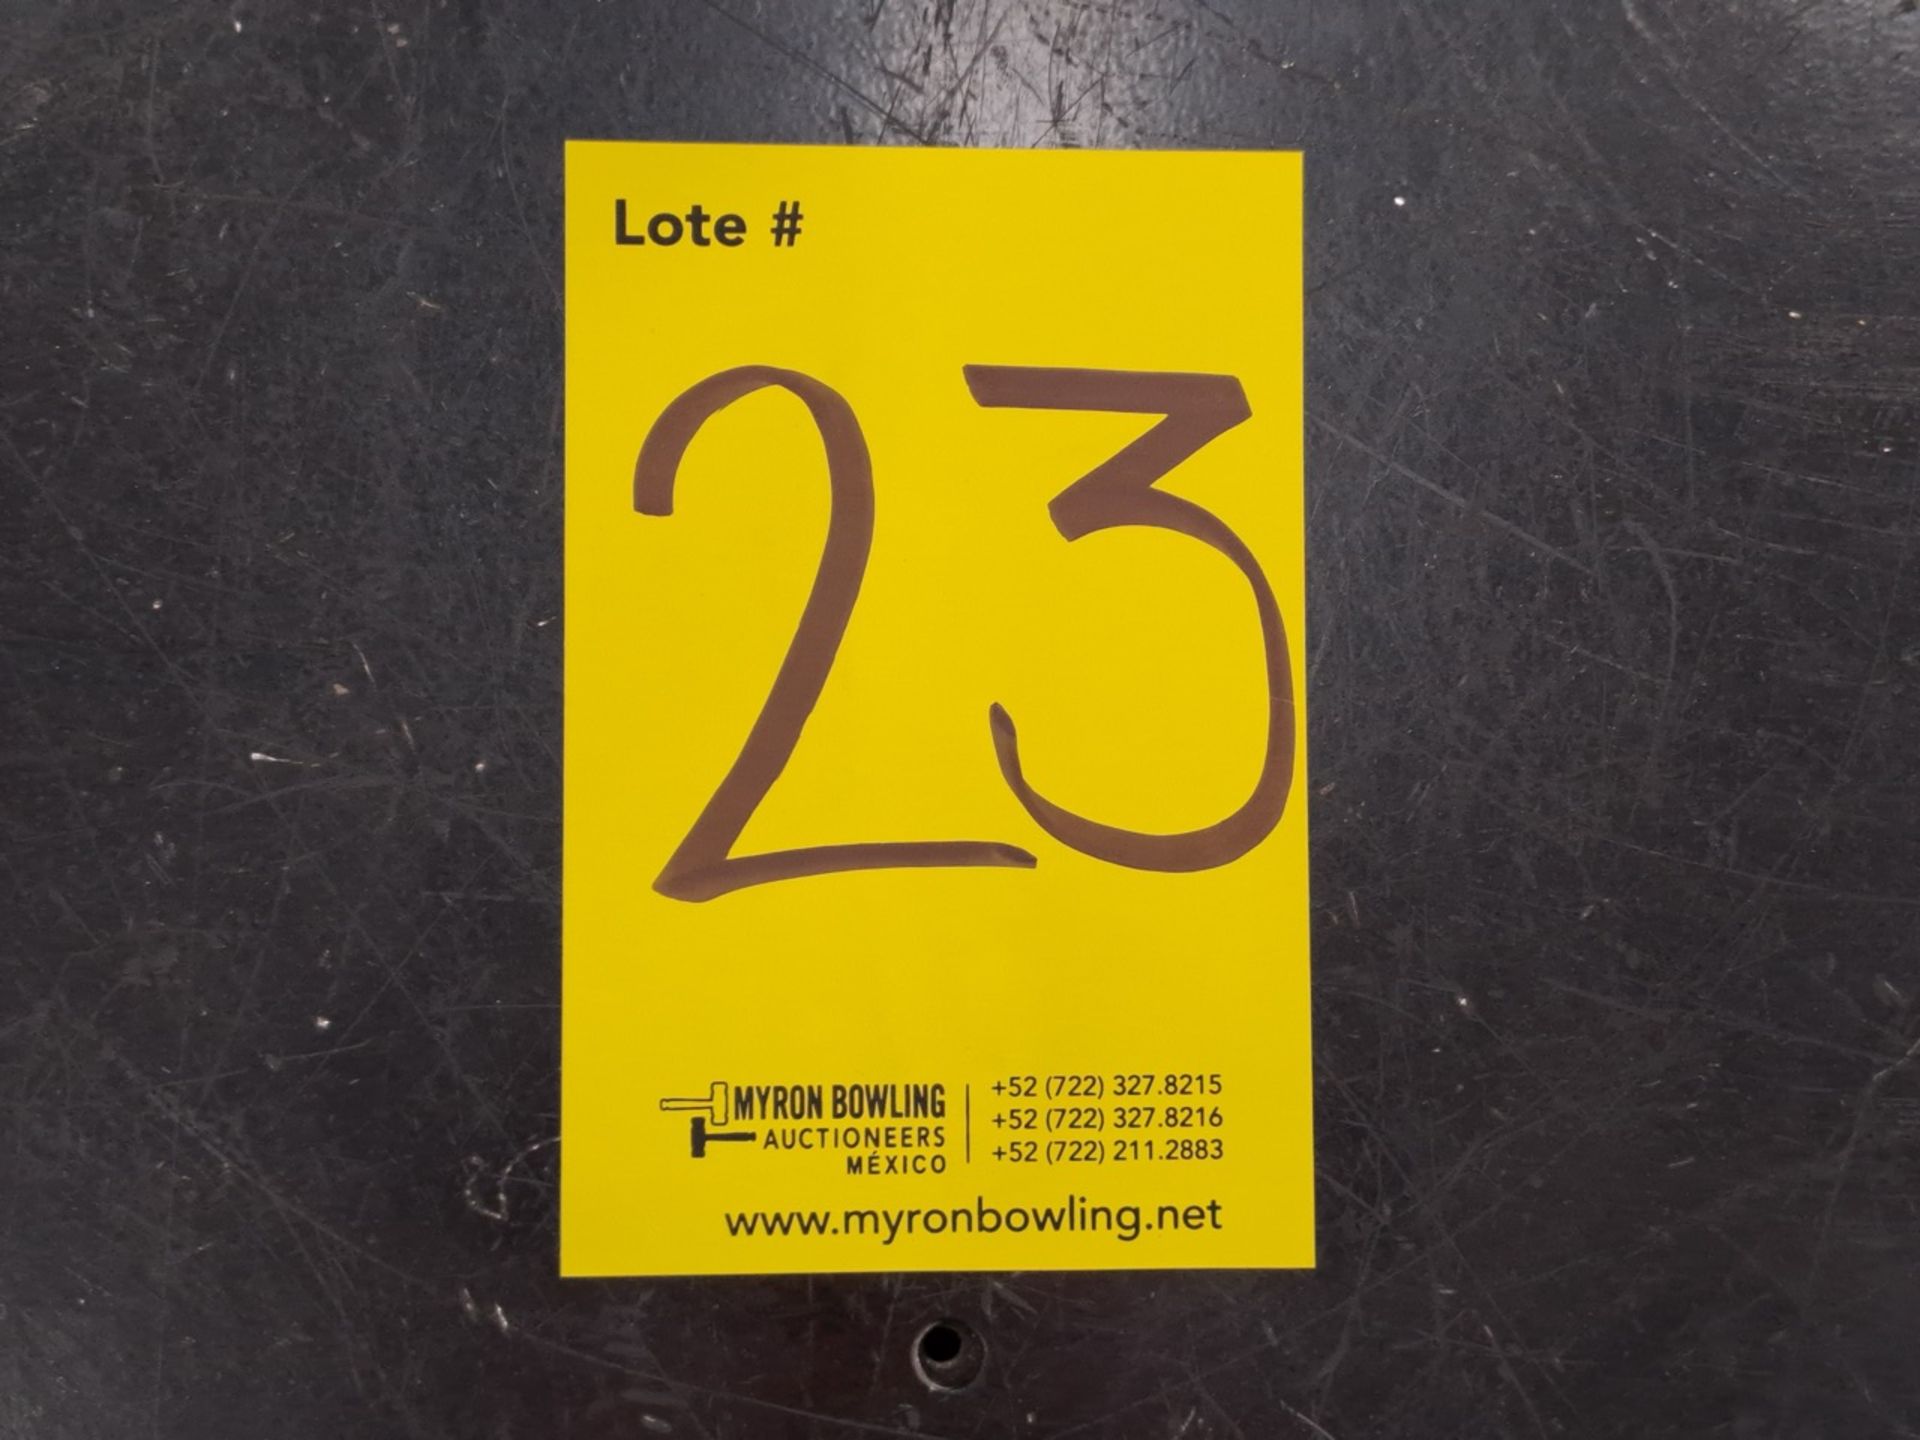 Lote #
23
MYRON BOWLING
AUCTIONEERS
MÉXICO
+52 (722) 327.8215
+52 (722) 327.8216
+52 (722) 211.2883
www.myronbowling.net